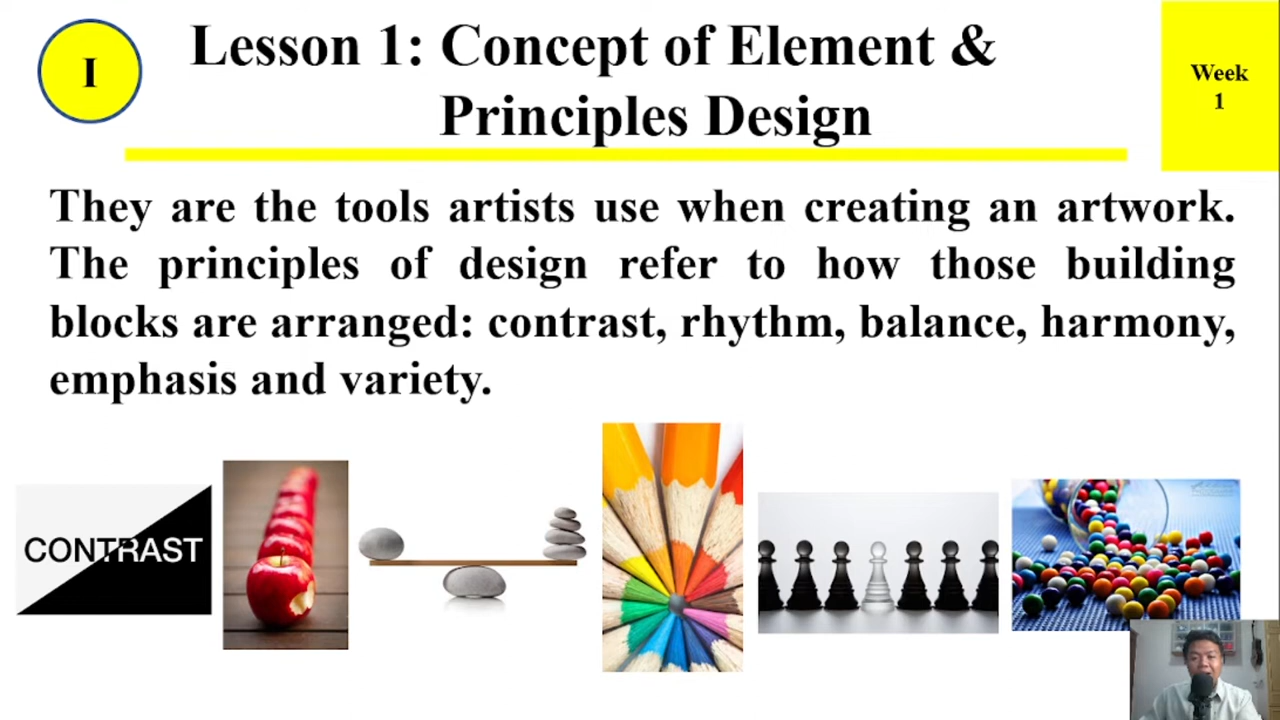 I
Lesson 1: Concept of Element &
Principles Design
Week
1
They are the tools artists use when creating an artwork.
The principles of design refer to how those building
blocks are arranged: contrast, rhythm, balance, harmony,
emphasis and variety.
CONTRAST